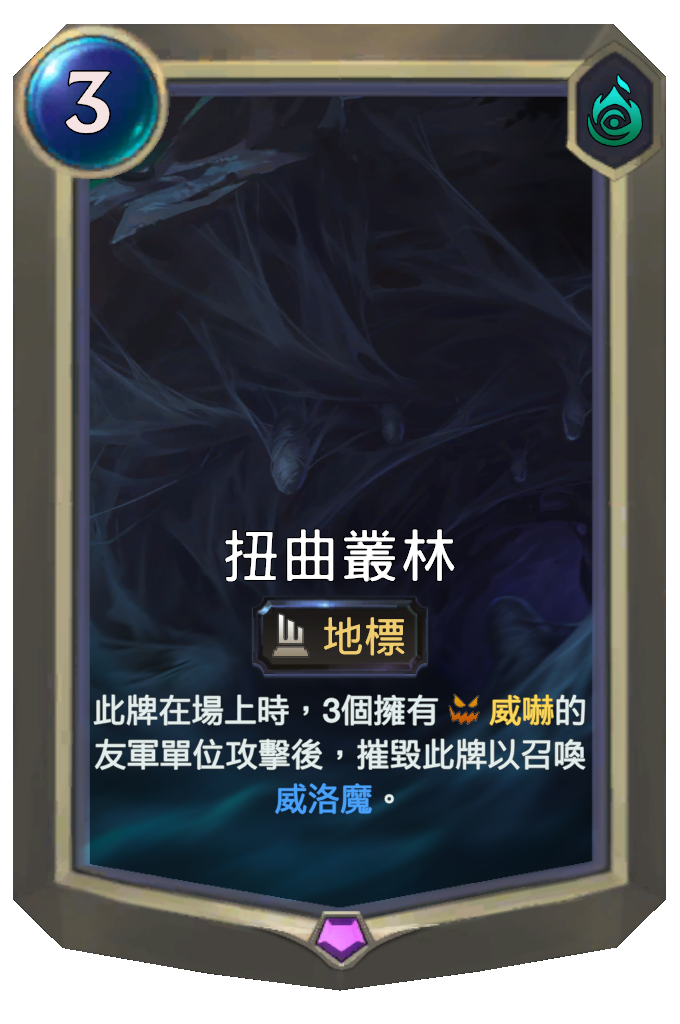 3
扭曲叢林
地標
此牌在場上時，3個擁有 威嚇的
友軍單位攻擊後，摧毀此牌以召喚
威洛魔。